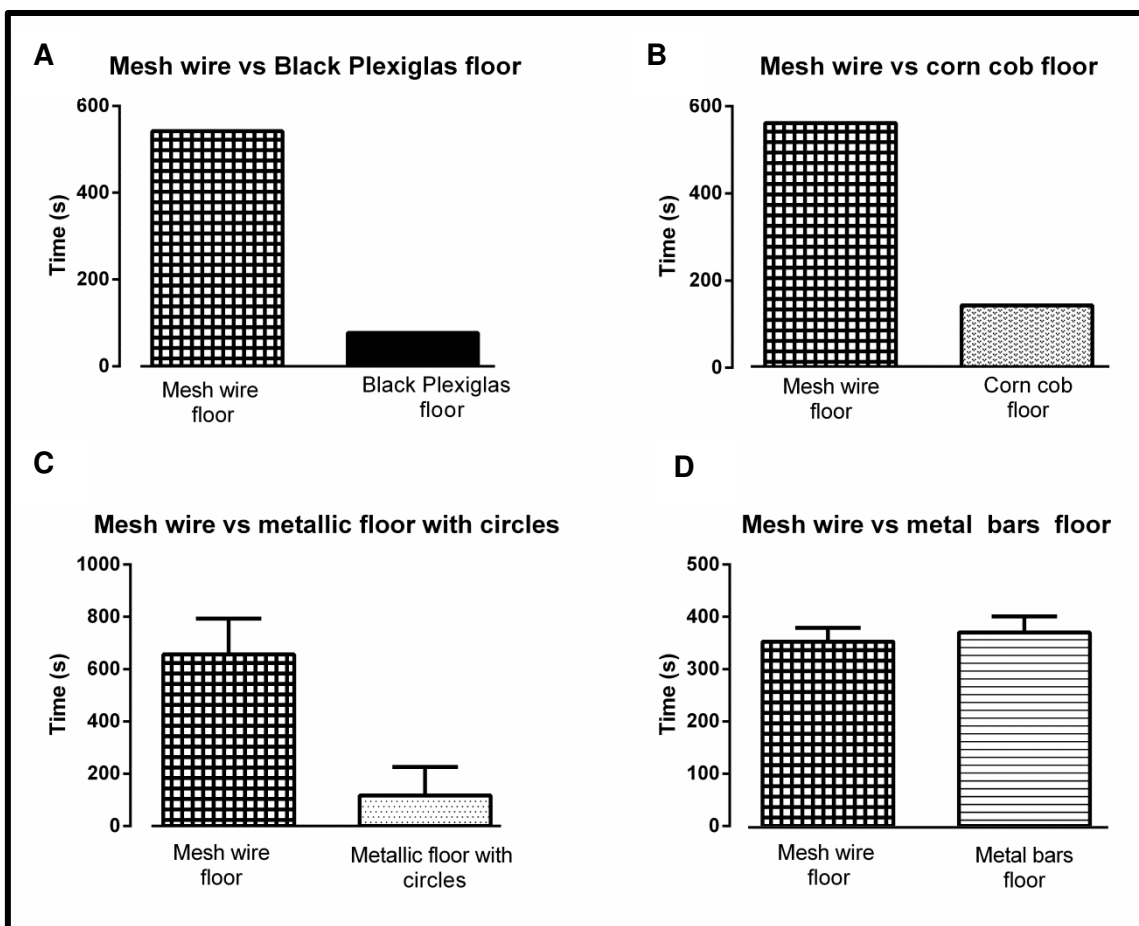 A
Mesh wire vs Black Plexiglas floor
600
400
200
0
Time (s)
Mesh wire
floor
Black Plexiglas
floor
B
Mesh wire vs corn cob floor
600
400
200
0
Time (s)
Mesh wire
floor
Corn cob
floor
C
Mesh wire vs metallic floor with circles
1000
800
600
400
200
0
Time (s)
Mesh wire
floor
Metallic floor with
circles
D
Mesh wire vs metal bars floor
500
400
300
200
100
0
Time (s)
Mesh wire
floor
Metal bars
floor